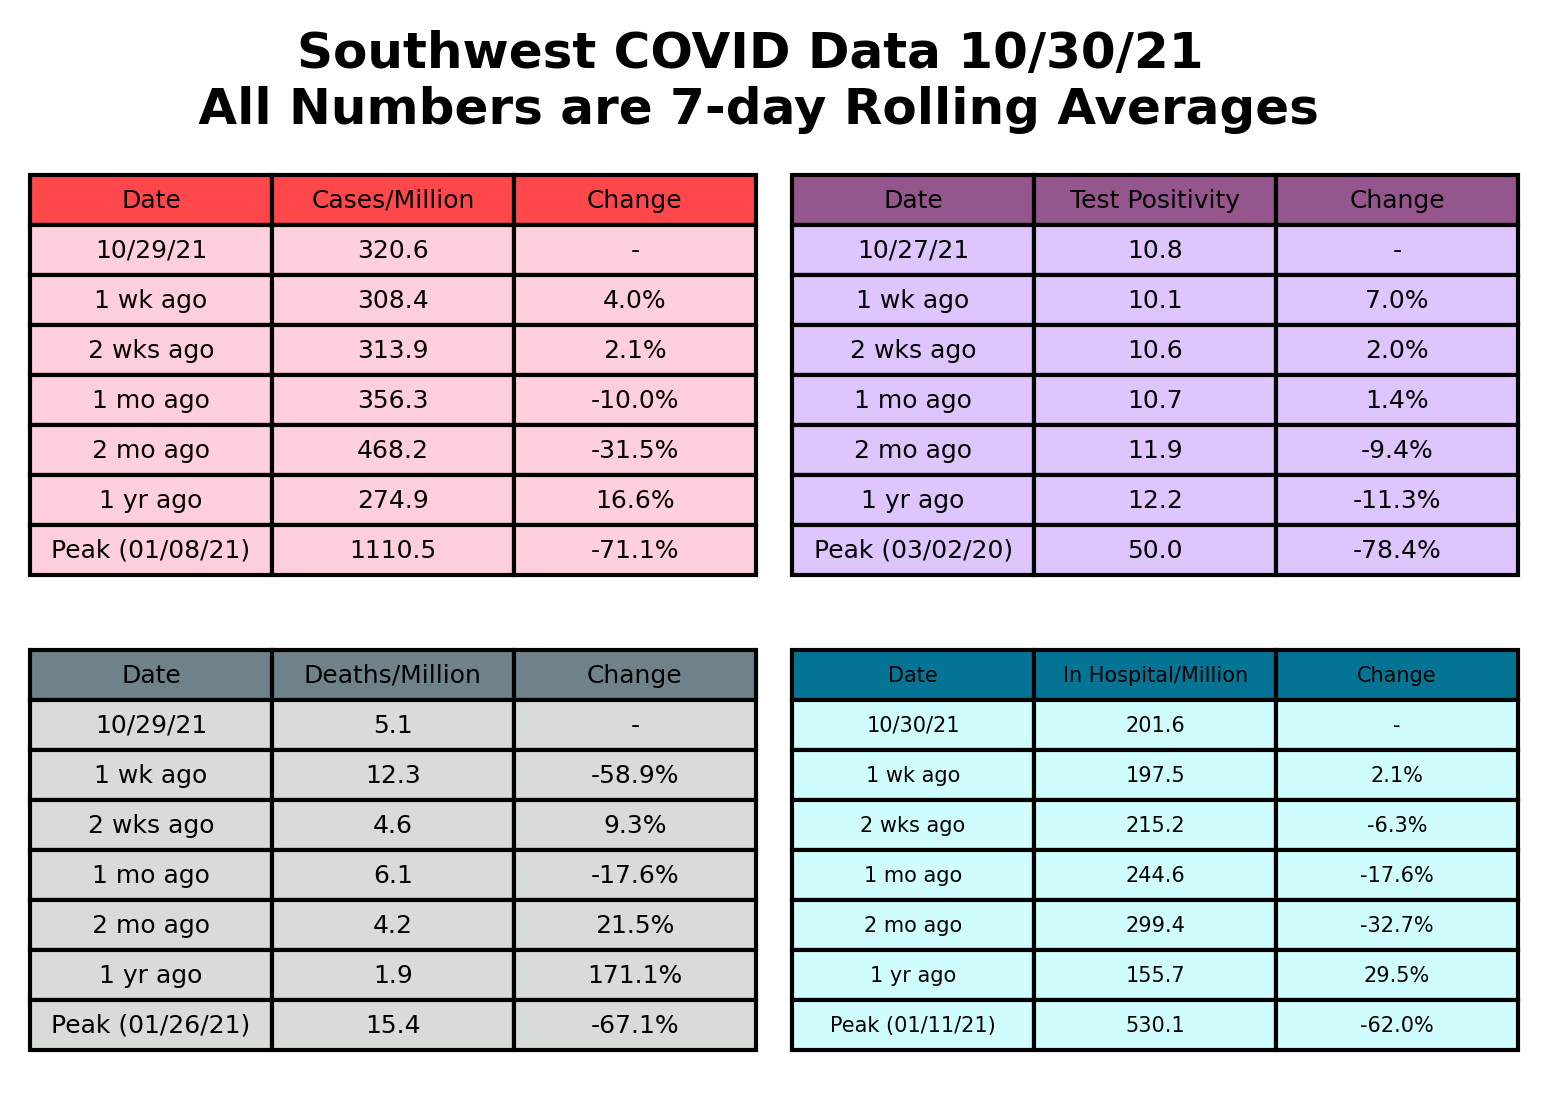 Southwest COVID Data 10/30/21
All Numbers are 7-day Rolling Averages
Date Cases/Million Change
10/29/21 320.6 -
1 wk ago 308.4 4.0%
2 wks ago 313.9 2.1%
1 mo ago 356.3 -10.0%
2 mo ago 468.2 -31.5%
1 yr ago 274.9 16.6%
Peak (01/08/21) 1110.5 -71.1%
Date Test Positivity Change
10/27/21 10.8 -
1 wk ago 10.1 7.0%
2 wks ago 10.6 2.0%
1 mo ago 10.7 1.4%
2 mo ago 11.9 -9.4%
1 yr ago 12.2 -11.3%
Peak (03/02/20) 50.0 -78.4%
Date Deaths/Million Change
10/29/21 5.1 -
1 wk ago 12.3 -58.9%
2 wks ago 4.6 9.3%
1 mo ago 6.1 -17.6%
2 mo ago 4.2 21.5%
1 yr ago 1.9 171.1%
Peak (01/26/21) 15.4 -67.1%
Date In Hospital/Million Change
10/30/21 201.6 -
1 wk ago 197.5 2.1%
2 wks ago 215.2 -6.3%
1 mo ago 244.6 -17.6%
2 mo ago 299.4 -32.7%
1 yr ago 155.7 29.5%
Peak (01/11/21) 530.1 -62.0%